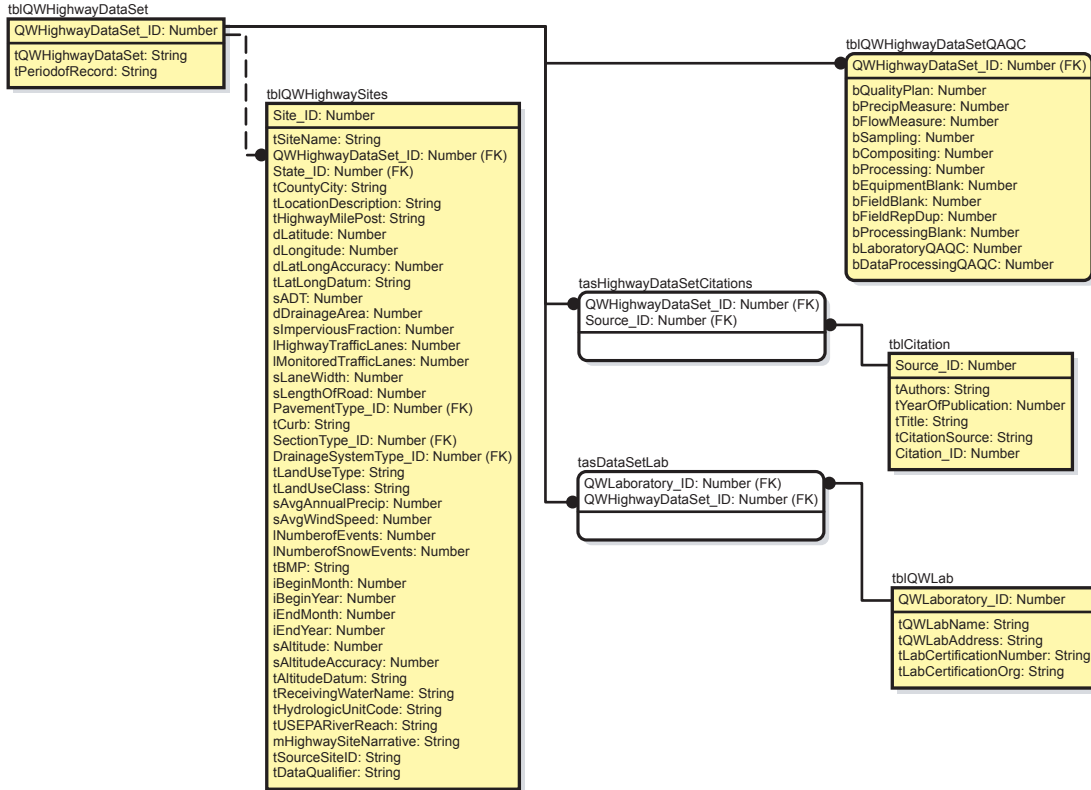 tblQWHighwayDataSet
QWHighwayDataSet_ID: Number
tQWHighwayDataSet: String
tPeriodofRecord: String
tblQWHighwaySites
Site_ID: Number
tSiteName: String
QWHighwayDataSet_ID: Number (FK)
State_ID: Number (FK)
tCountyCity: String
tLocationDescription: String
tHighwayMilePost: String
dLatitude: Number
dLongitude: Number
dLatLongAccuracy: Number
tLatLongDatum: String
sADT: Number
dDrainageArea: Number
sImperviousFraction: Number
lHighwayTrafficLanes: Number
lMonitoredTrafficLanes: Number
sLaneWidth: Number
sLengthOfRoad: Number
PavementType_ID: Number (FK)
tCurb: String
SectionType_ID: Number (FK)
DrainageSystemType_ID: Number (FK)
tLandUseType: String
tLandUseClass: String
sAvgAnnualPrecip: Number
sAvgWindSpeed: Number
lNumberofEvents: Number
lNumberofSnowEvents: Number
tBMP: String
iBeginMonth: Number
iBeginYear: Number
iEndMonth: Number
iEndYear: Number
sAltitude: Number
sAltitudeAccuracy: Number
tAltitudeDatum: String
tReceivingWaterName: String
tHydrologicUnitCode: String
tUSEPARiverReach: String
mHighwaySiteNarrative: String
tSourceSiteID: String
tDataQualifier: String
tblQWHighwayDataSetQAQC
QWHighwayDataSet_ID: Number (FK)
bQualityPlan: Number
bPrecipMeasure: Number
bFlowMeasure: Number
bSampling: Number
bCompositing: Number
bProcessing: Number
bEquipmentBlank: Number
bFieldBlank: Number
bFieldRepDup: Number
bProcessingBlank: Number
bLaboratoryQAQC: Number
bDataProcessingQAQC: Number
tasHighwayDataSetCitations
QWHighwayDataSet_ID: Number (FK)
Source_ID: Number (FK)
tblCitation
Source_ID: Number
tAuthors: String
tYearOfPublication: Number
tTitle: String
tCitationSource: String
Citation_ID: Number
tasDataSetLab
QWLaboratory_ID: Number (FK)
QWHighwayDataSet_ID: Number (FK)
tblQWLab
QWLaboratory_ID: Number
tQWLabName: String
tQWLabAddress: String
tLabCertificationNumber: String
tLabCertificationOrg: String